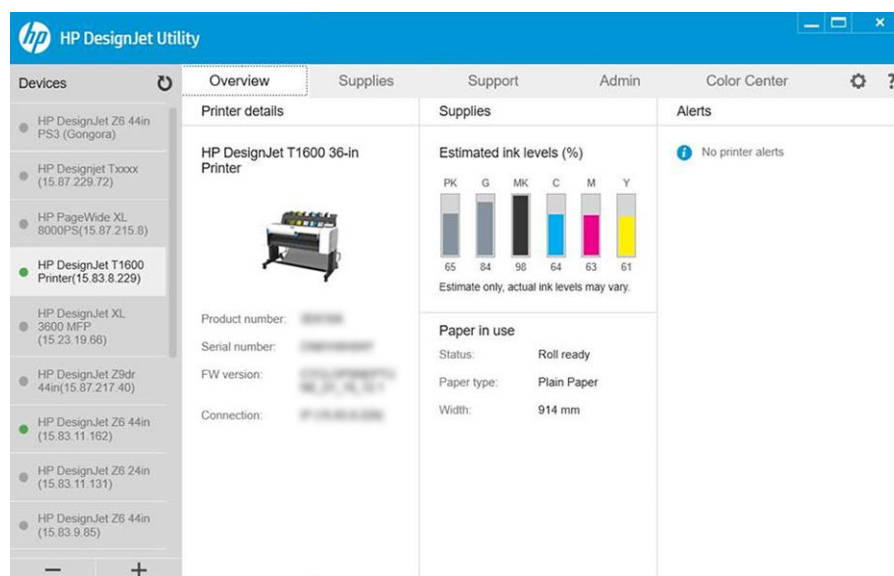 hp HP DesignJet Utility
Devices
Overview
Supplies
Support
Admin
Color Center
?
HP DesignJet Z6 44in
PS3 (Gongora)
HP Designjet Txxxx
(15.87.229.72)
HP PageWide XL
8000PS(15.87.215.8)
HP DesignJet T1600
Printer(15.83.8.229)
HP DesignJet XL
3600 MFP
(15.23.19.66)
HP DesignJet Z9dr
44in(15.87.217.40)
HP DesignJet Z6 44in
(15.83.11.162)
HP DesignJet Z6 24in
(15.83.11.131)
HP DesignJet Z6 44in
(15.83.9.85)
Printer details
HP DesignJet T1600 36-in
Printer
Product number:
Serial number:
FW version:
Connection:
Supplies
Estimated ink levels (%)
PK G MK C M Y
65 84 98 64 63 61
Estimate only, actual ink levels may vary.
Paper in use
Status: Roll ready
Paper type: Plain Paper
Width: 914 mm
Alerts
No printer alerts